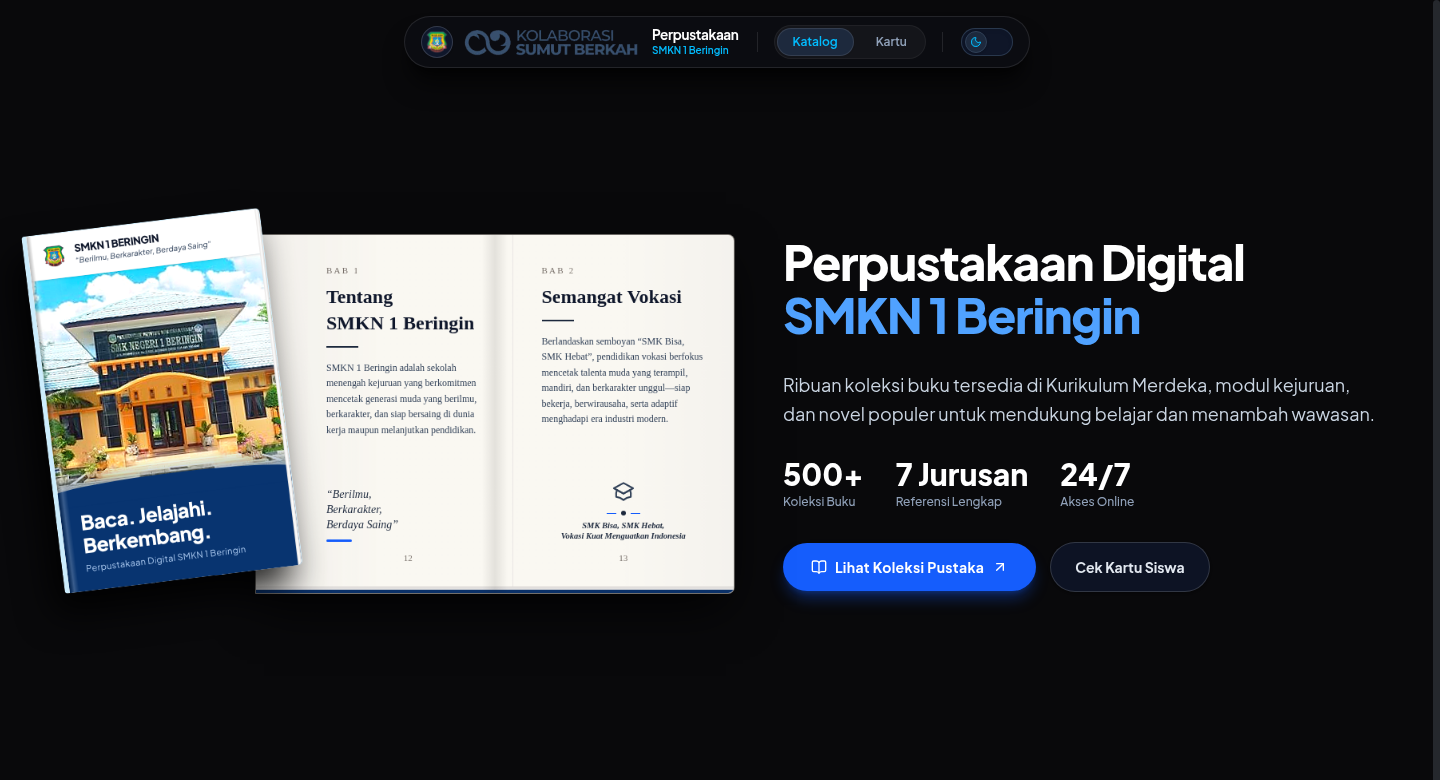 KOLABORASI
SUMUT BERKAH
Perpustakaan
SMKN 1 Beringin
Katalog
Kartu
SMKN 1 BERINGIN
"Berilmu, Berkarakter, Berdaya Saing"
SMK NEGERI 1 BERINGIN
Baca. Jelajahi.
Berkembang.
Perpustakaan Digital SMKN 1 Beringin
BAB 1
Tentang
SMKN 1 Beringin
SMKN 1 Beringin adalah sekolah
menengah kejuruan yang berkomitmen
mencetak generasi muda yang berilmu,
berkarakter, dan siap bersaing di dunia
kerja maupun melanjutkan pendidikan.
“Berilmu,
Berkarakter,
Berdaya Saing”
12
BAB 2
Semangat Vokasi
Berlandaskan semboyan “SMK Bisa,
SMK Hebat”, pendidikan vokasi berfokus
mencetak talenta muda yang terampil,
mandiri, dan berkarakter unggul—siap
bekerja, berwirausaha, serta adaptif
menghadapi era industri modern.
SMK Bisa, SMK Hebat,
Vokasi Kuat Menguatkan Indonesia
13
Perpustakaan Digital
SMKN 1 Beringin
Ribuan koleksi buku tersedia di Kurikulum Merdeka, modul kejuruan,
dan novel populer untuk mendukung belajar dan menambah wawasan.
500+
Koleksi Buku
7 Jurusan
Referensi Lengkap
24/7
Akses Online
Lihat Koleksi Pustaka
Cek Kartu Siswa